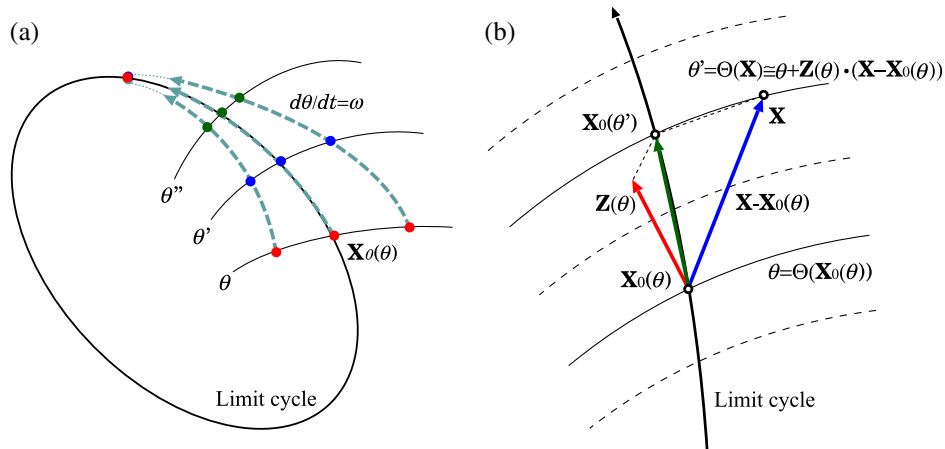 (a)
dθ/dt=ω
θ''
θ'
θ
X0(θ)
Limit cycle
(b)
θ'=Θ(X)≅θ+Z(θ)•(X−X0(θ))
X0(θ')
X
Z(θ)
X-X0(θ)
X0(θ)
θ=Θ(X0(θ))
Limit cycle